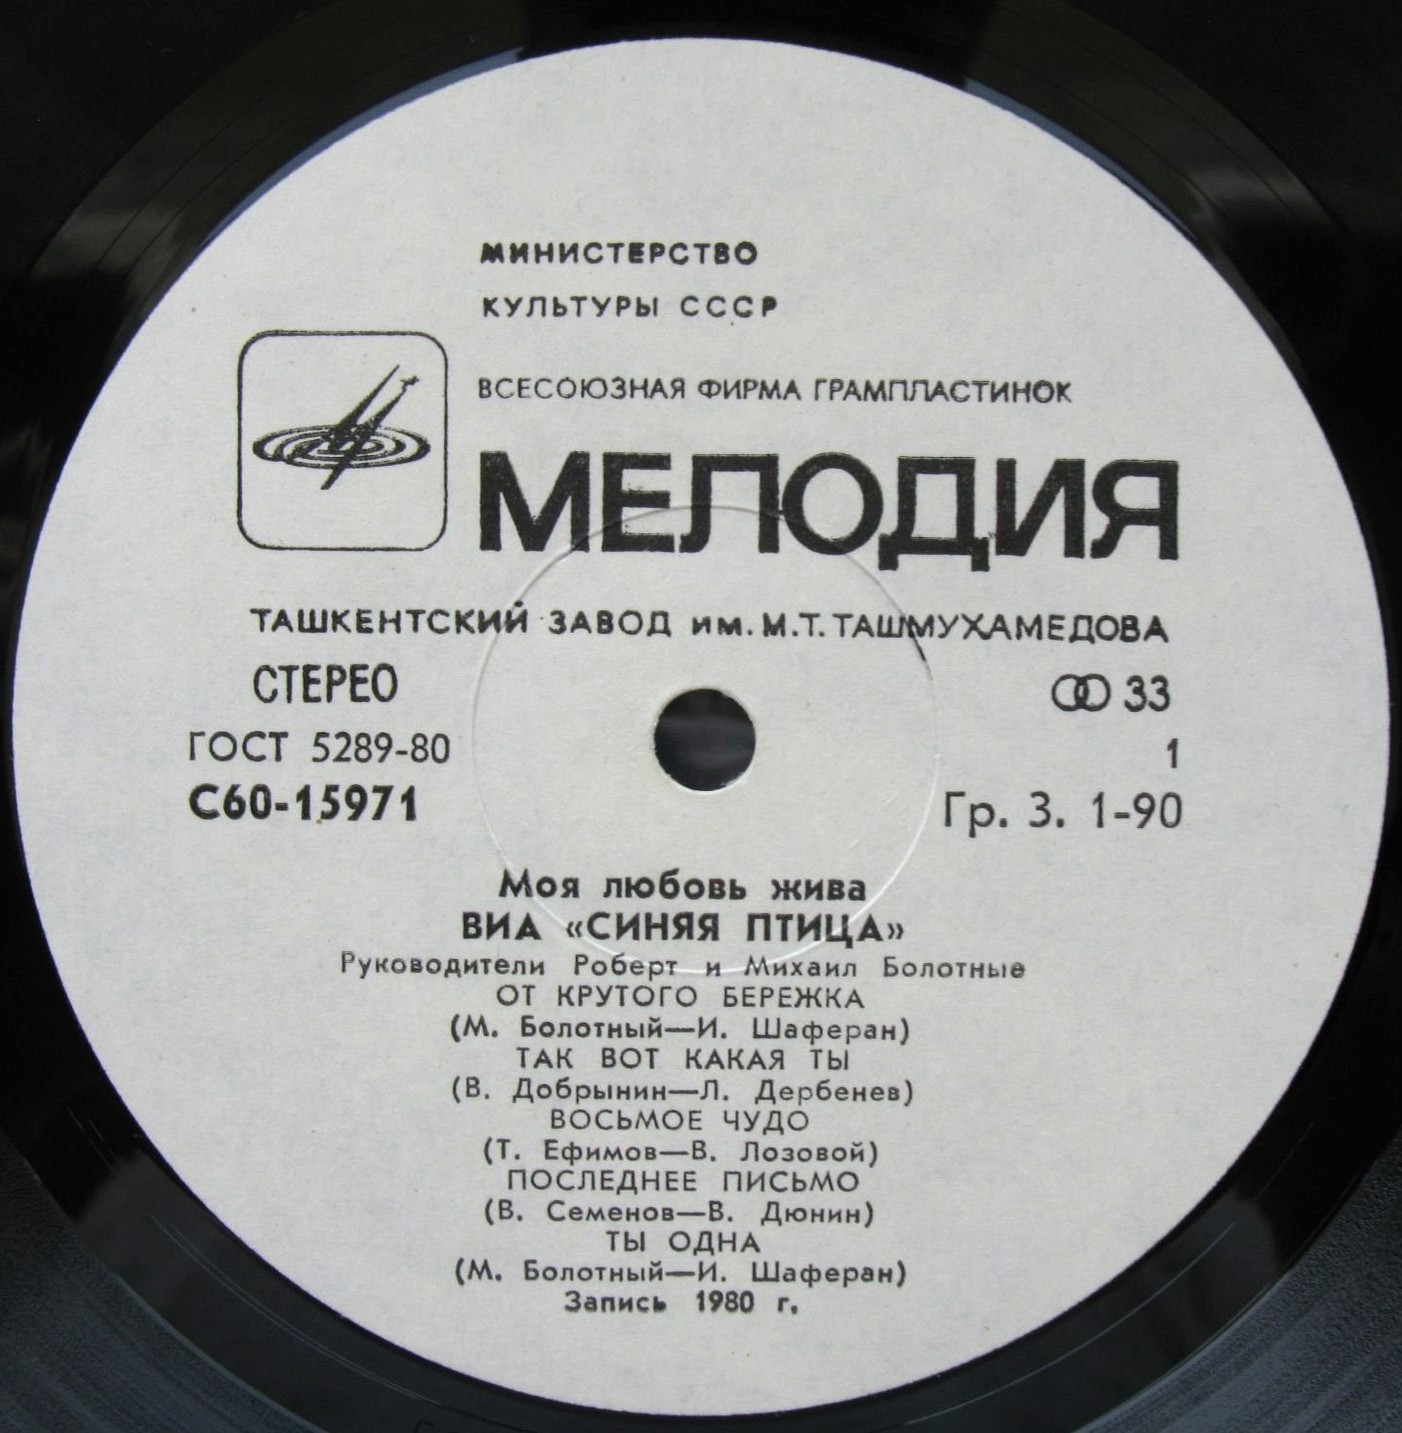 МИНИСТЕРСТВО
КУЛЬТУРЫ СССР
ВСЕСОЮЗНАЯ ФИРМА ГРАМПЛАСТИНОК
МЕЛОДИЯ
ТАШКЕНТСКИЙ ЗАВОД им. М.Т. ТАШМУХАМЕДОВА
СТЕРЕО 33
ГОСТ 5289-80 1
С60-15971 Гр. 3. 1-90
Моя любовь жива
ВИА «СИНЯЯ ПТИЦА»
Руководители Роберт и Михаил Болотные
ОТ КРУТОГО БЕРЕЖКА
(М. Болотный—И. Шаферан)
ТАК ВОТ КАКАЯ ТЫ
(В. Добрынин—Л. Дербенев)
ВОСЬМОЕ ЧУДО
(Т. Ефимов—В. Лозовой)
ПОСЛЕДНЕЕ ПИСЬМО
(В. Семенов—В. Дюнин)
ТЫ ОДНА
(М. Болотный—И. Шаферан)
Запись 1980 г.